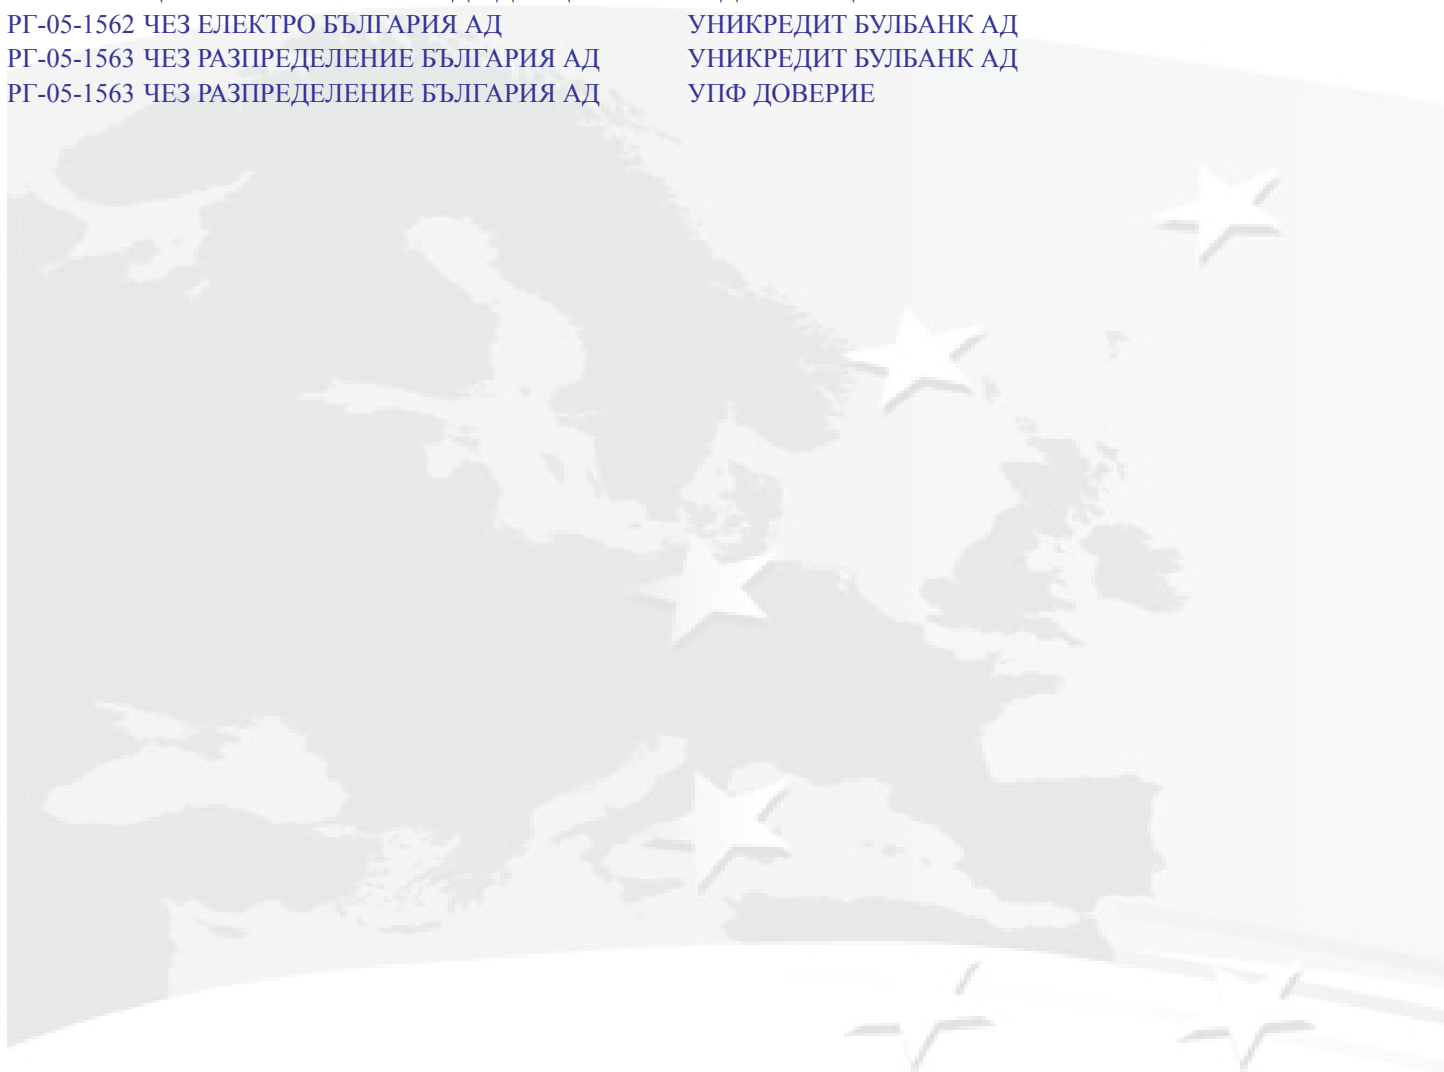 РГ-05-1562 ЧЕЗ ЕЛЕКТРО БЪЛГАРИЯ АД УНИКРЕДИТ БУЛБАНК АД
РГ-05-1563 ЧЕЗ РАЗПРЕДЕЛЕНИЕ БЪЛГАРИЯ АД УНИКРЕДИТ БУЛБАНК АД
РГ-05-1563 ЧЕЗ РАЗПРЕДЕЛЕНИЕ БЪЛГАРИЯ АД УПФ ДОВЕРИЕ